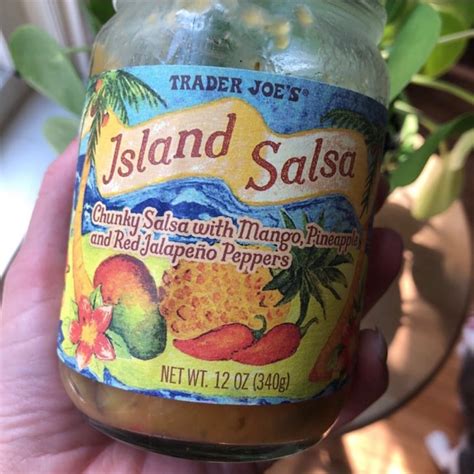 TRADER JOE'S®
Island Salsa
Chunky Salsa with Mango, Pineapple
and Red Jalapeño Peppers
NET WT. 12 OZ (340g)